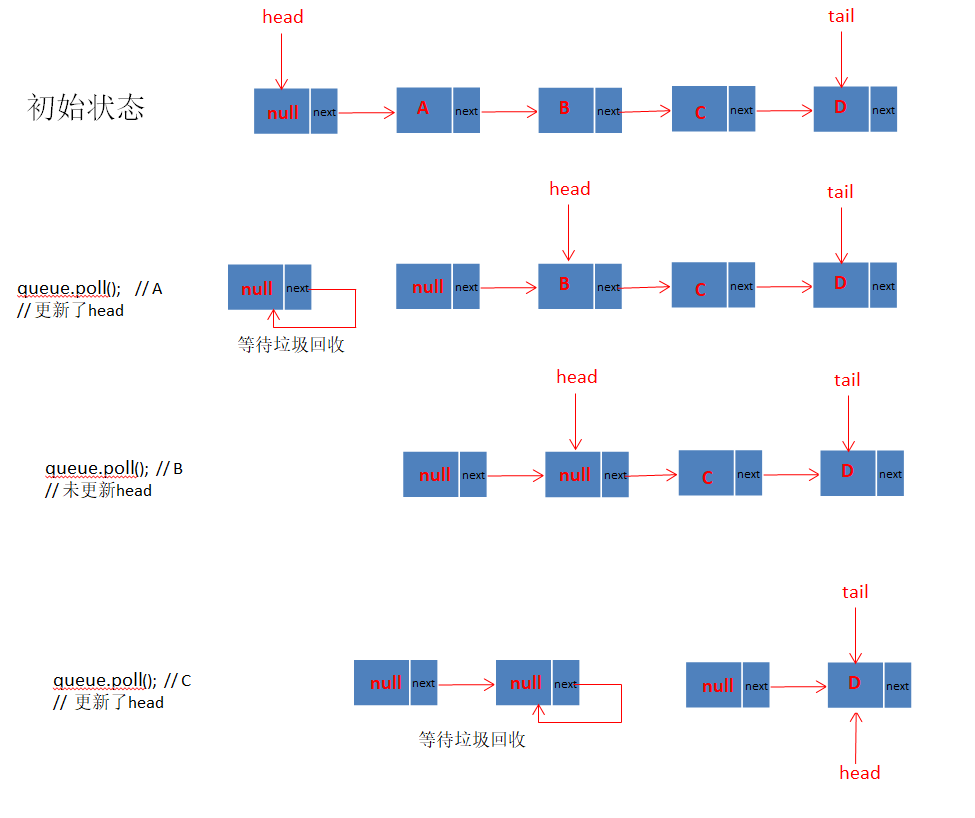 head
tail
初始状态
null next A next B next C next D next
head
tail
queue.poll(); // A
// 更新了head
null next null next B next C next D next
等待垃圾回收
head
tail
queue.poll(); // B
// 未更新head
null next null next C next D next
tail
queue.poll(); // C
// 更新了head
null next null next null next D next
等待垃圾回收
head